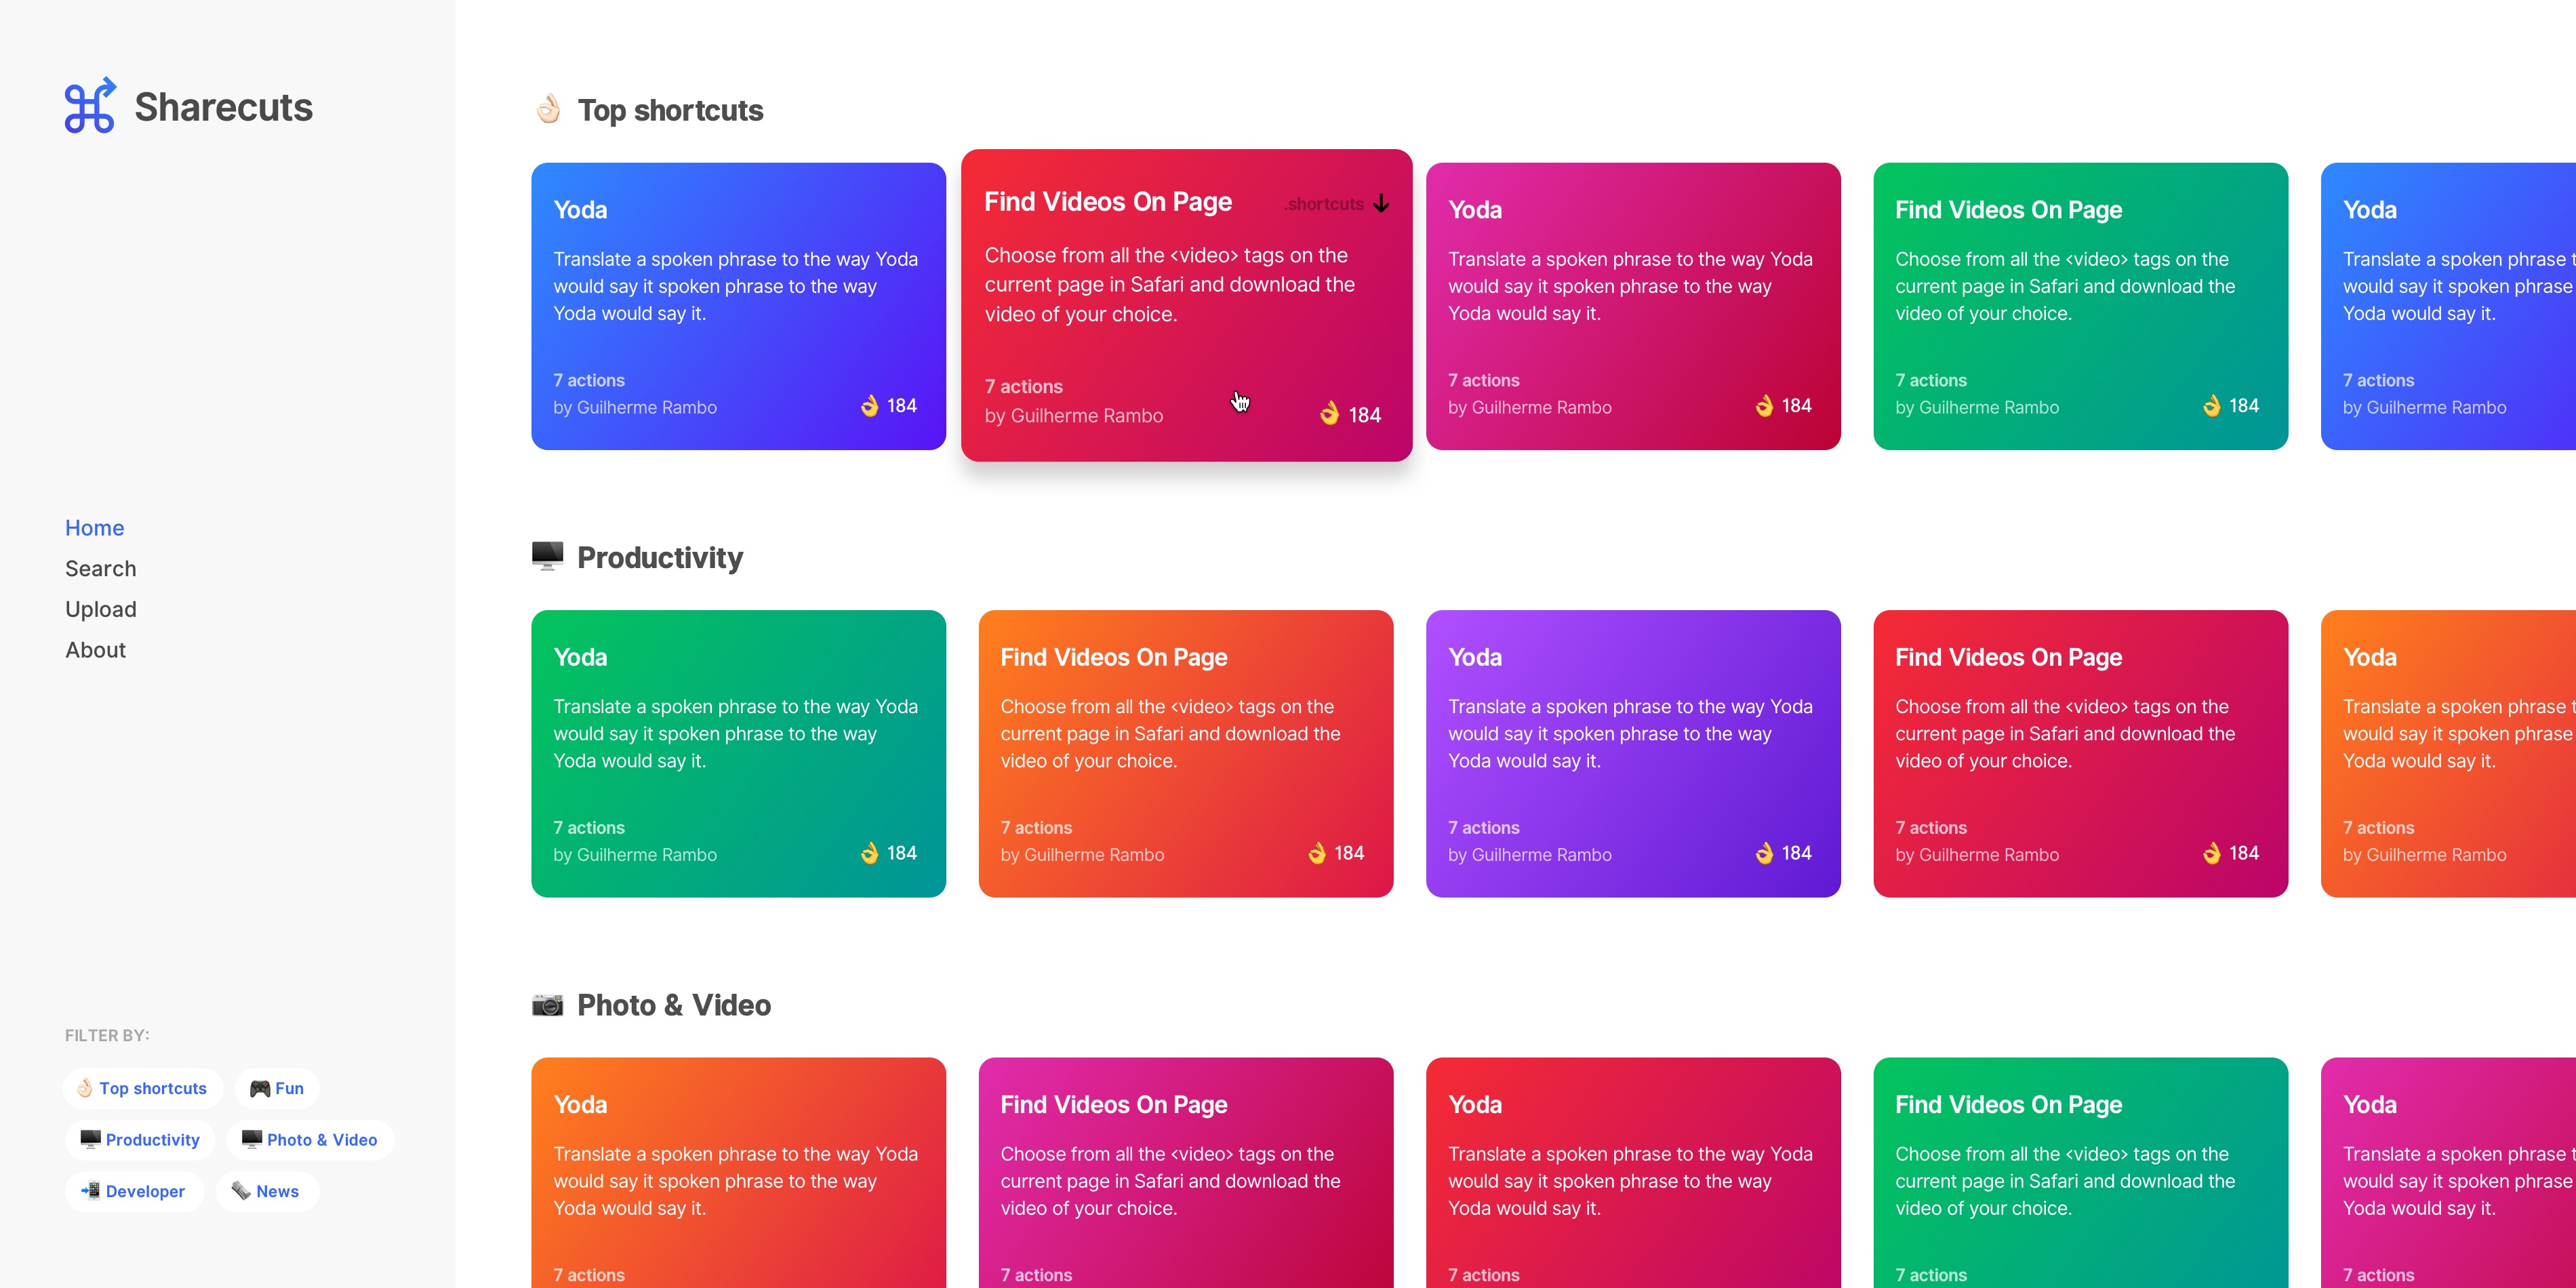 Sharecuts
Home
Search
Upload
About
FILTER BY:
👌🏻 Top shortcuts
🎮 Fun
🖥 Productivity
🖥 Photo & Video
📲 Developer
🗞 News
👌🏻 Top shortcuts
Yoda
Translate a spoken phrase to the way Yoda
would say it spoken phrase to the way
Yoda would say it.
7 actions
by Guilherme Rambo
👌 184
Find Videos On Page
.shortcuts ↓
Choose from all the <video> tags on the
current page in Safari and download the
video of your choice.
7 actions
by Guilherme Rambo
👌 184
Yoda
Translate a spoken phrase to the way Yoda
would say it spoken phrase to the way
Yoda would say it.
7 actions
by Guilherme Rambo
👌 184
Find Videos On Page
Choose from all the <video> tags on the
current page in Safari and download the
video of your choice.
7 actions
by Guilherme Rambo
👌 184
Yoda
Translate a spoken phrase
would say it spoken phrase
Yoda would say it.
7 actions
by Guilherme Rambo
🖥 Productivity
Yoda
Translate a spoken phrase to the way Yoda
would say it spoken phrase to the way
Yoda would say it.
7 actions
by Guilherme Rambo
👌 184
Find Videos On Page
Choose from all the <video> tags on the
current page in Safari and download the
video of your choice.
7 actions
by Guilherme Rambo
👌 184
Yoda
Translate a spoken phrase to the way Yoda
would say it spoken phrase to the way
Yoda would say it.
7 actions
by Guilherme Rambo
👌 184
Find Videos On Page
Choose from all the <video> tags on the
current page in Safari and download the
video of your choice.
7 actions
by Guilherme Rambo
👌 184
Yoda
Translate a spoken phrase
would say it spoken phrase
Yoda would say it.
7 actions
by Guilherme Rambo
📷 Photo & Video
Yoda
Translate a spoken phrase to the way Yoda
would say it spoken phrase to the way
Yoda would say it.
7 actions
Find Videos On Page
Choose from all the <video> tags on the
current page in Safari and download the
video of your choice.
7 actions
Yoda
Translate a spoken phrase to the way Yoda
would say it spoken phrase to the way
Yoda would say it.
7 actions
Find Videos On Page
Choose from all the <video> tags on the
current page in Safari and download the
video of your choice.
7 actions
Yoda
Translate a spoken phrase
would say it spoken phrase
Yoda would say it.
7 actions